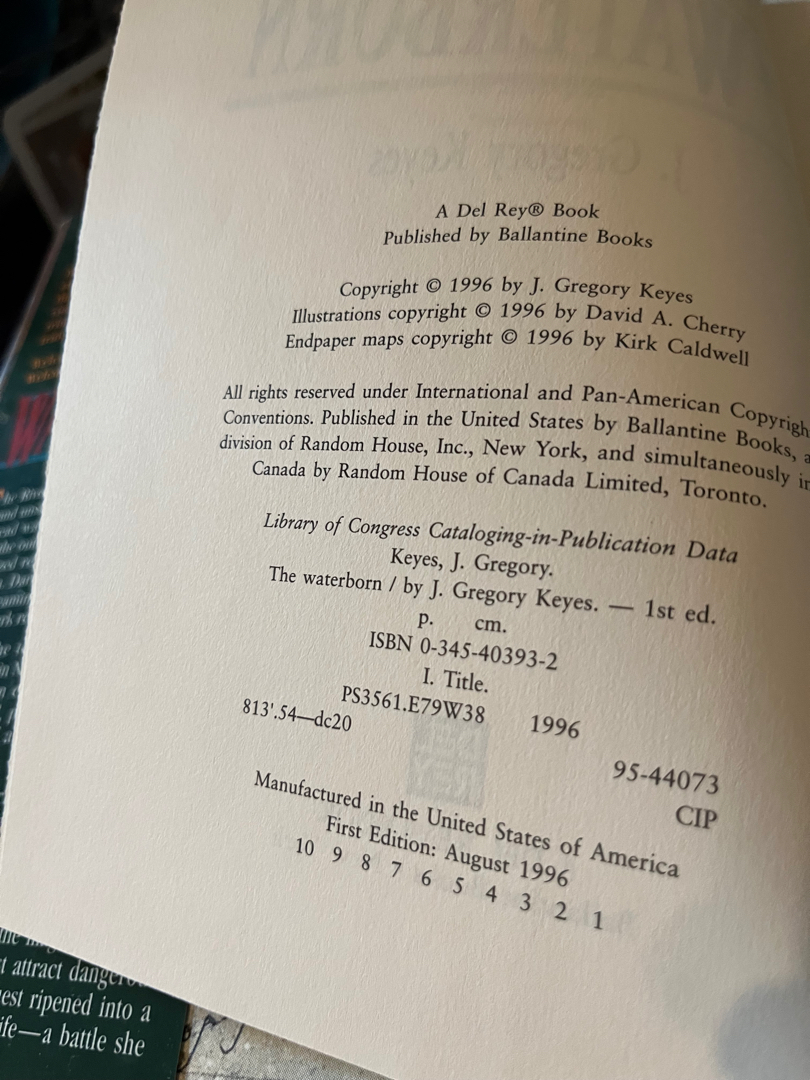 A Del Rey® Book
Published by Ballantine Books
Copyright © 1996 by J. Gregory Keyes
Illustrations copyright © 1996 by David A. Cherry
Endpaper maps copyright © 1996 by Kirk Caldwell
All rights reserved under International and Pan-American Copyrigh
Conventions. Published in the United States by Ballantine Books, a
division of Random House, Inc., New York, and simultaneously in
Canada by Random House of Canada Limited, Toronto.
Library of Congress Cataloging-in-Publication Data
Keyes, J. Gregory.
The waterborn / by J. Gregory Keyes. — 1st ed.
p. cm.
ISBN 0-345-40393-2
I. Title.
PS3561.E79W38 1996
813'.54—dc20
95-44073
CIP
Manufactured in the United States of America
First Edition: August 1996
10 9 8 7 6 5 4 3 2 1
t attract
est ripened into a
ife—a battle she